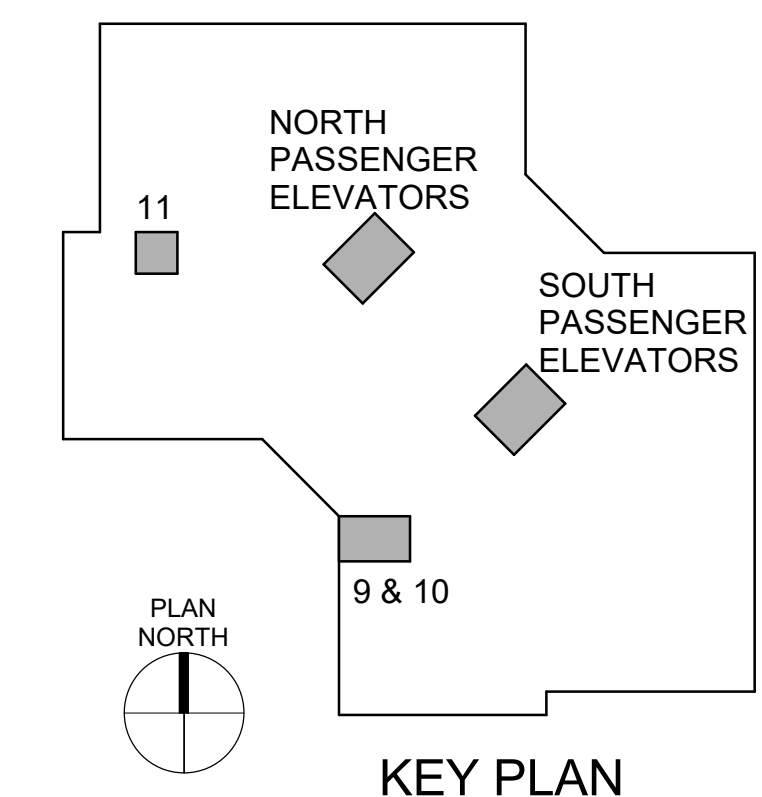 NORTH
PASSENGER
ELEVATORS
11
SOUTH
PASSENGER
ELEVATORS
9 & 10
PLAN
NORTH
KEY PLAN